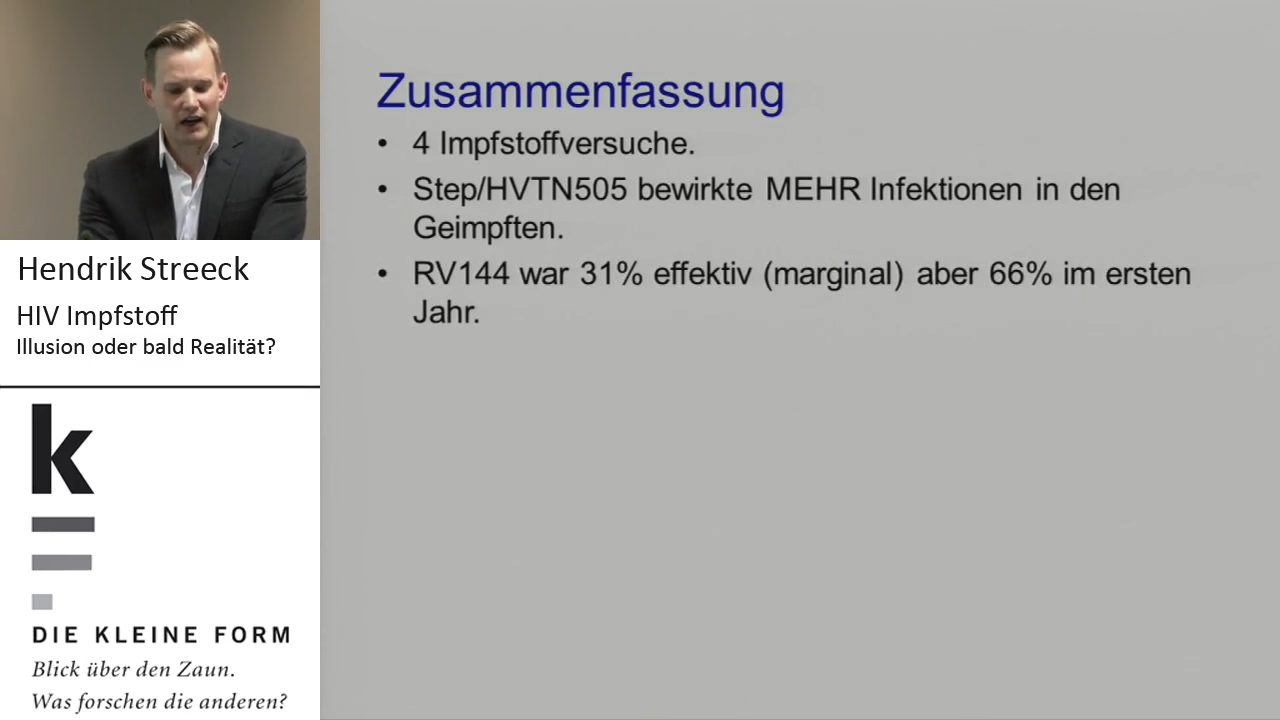 Zusammenfassung
• 4 Impfstoffversuche.
• Step/HVTN505 bewirkte MEHR Infektionen in den
Geimpften.
• RV144 war 31% effektiv (marginal) aber 66% im ersten
Jahr.
Hendrik Streeck
HIV Impfstoff
Illusion oder bald Realität?
k
DIE KLEINE FORM
Blick über den Zaun.
Was forschen die anderen?